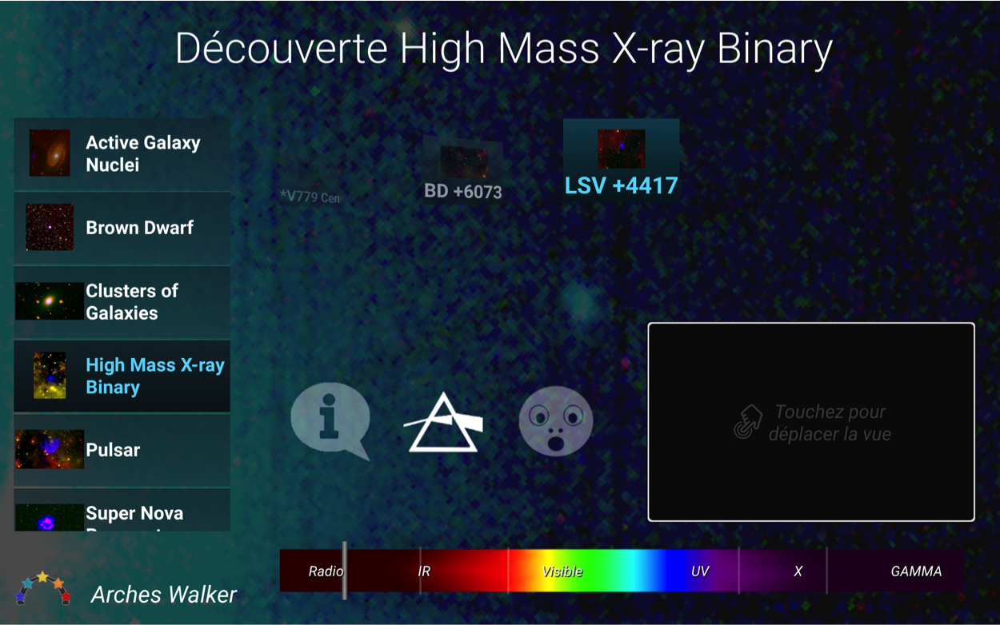 Découverte High Mass X-ray Binary
Active Galaxy
Nuclei
Brown Dwarf
Clusters of
Galaxies
High Mass X-ray
Binary
Pulsar
Super Nova
*V779 Cen
BD +6073
LSV +4417
Touchez pour
déplacer la vue
Radio IR Visible UV X GAMMA
Arches Walker